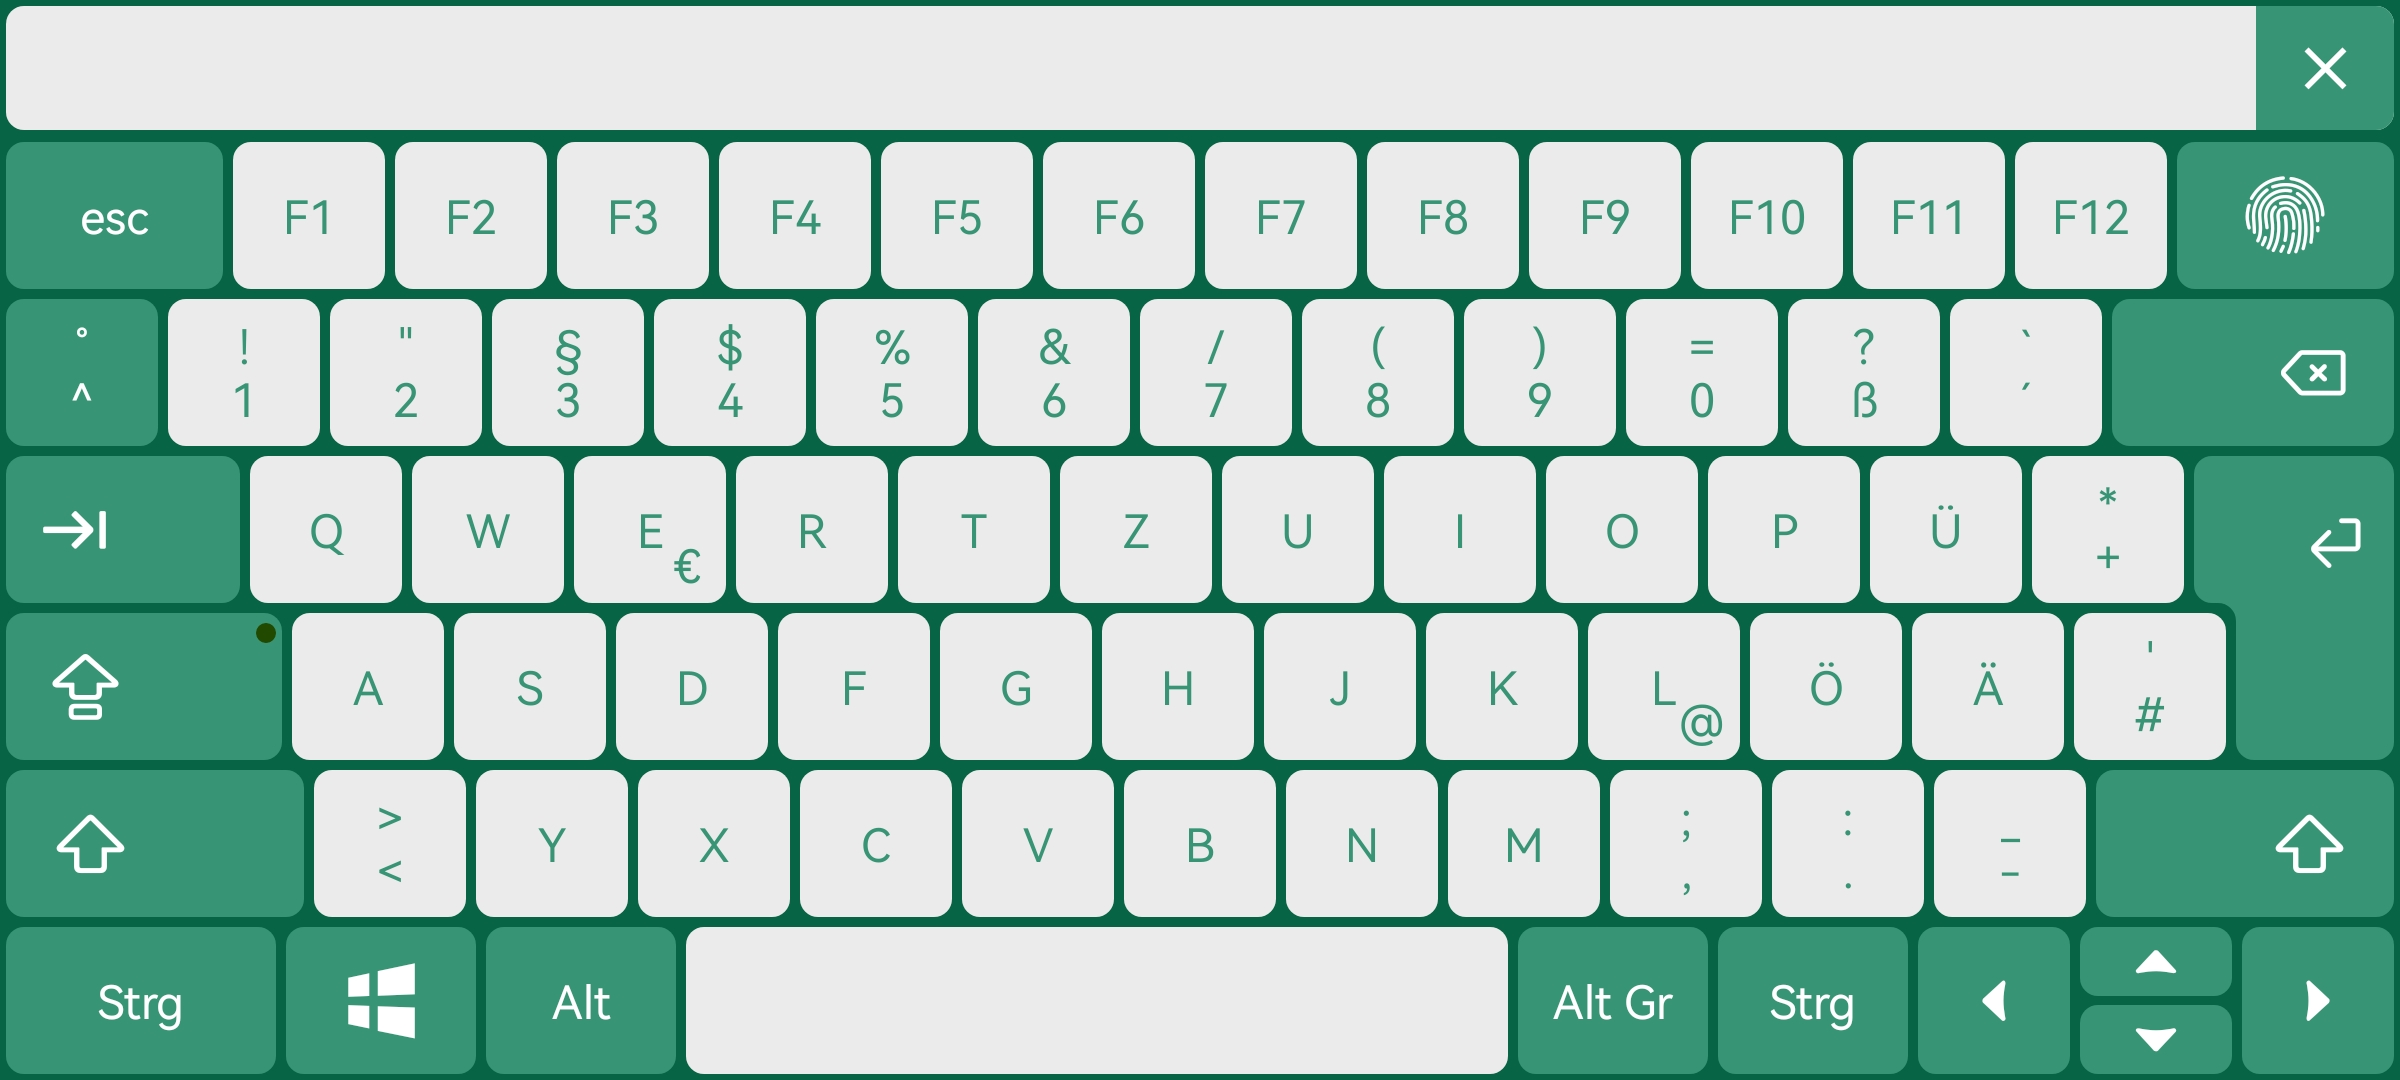 esc F1 F2 F3 F4 F5 F6 F7 F8 F9 F10 F11 F12
° ! " § $ % & / ( ) = ? `
^ 1 2 3 4 5 6 7 8 9 0 ß ´
Q W E € R T Z U I O P Ü * +
A S D F G H J K L @ Ö Ä ' #
> < Y X C V B N M ; , : . _ -
Strg Alt Alt Gr Strg